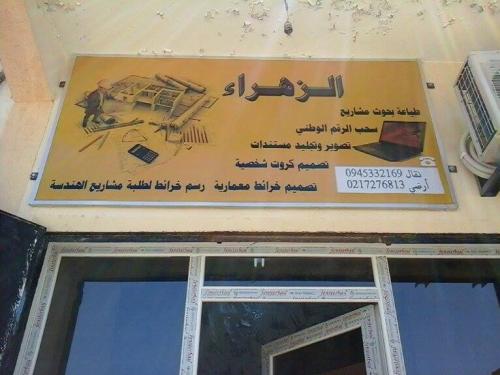 الزهراء
طباعة بحوث مشاريع
سحب الرقم الوطني
تصوير وتجليد مستندات
تصميم كروت شخصية
تصميم خرائط معمارية رسم خرائط لطلبة مشاريع الهندسة
نقال 0945332169
أرضي 0217276813